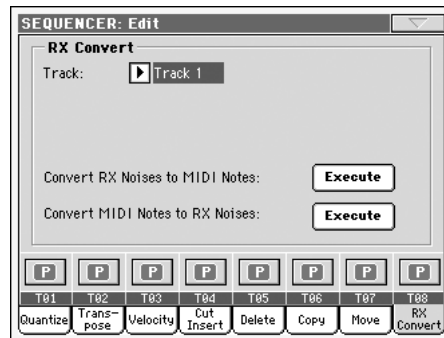 SEQUENCER: Edit
RX Convert
Track: Track 1
Convert RX Noises to MIDI Notes: Execute
Convert MIDI Notes to RX Noises: Execute
P P P P P P P P
T01 T02 T03 T04 T05 T06 T07 T08
Quantize Trans-pose Velocity Cut Insert Delete Copy Move RX Convert